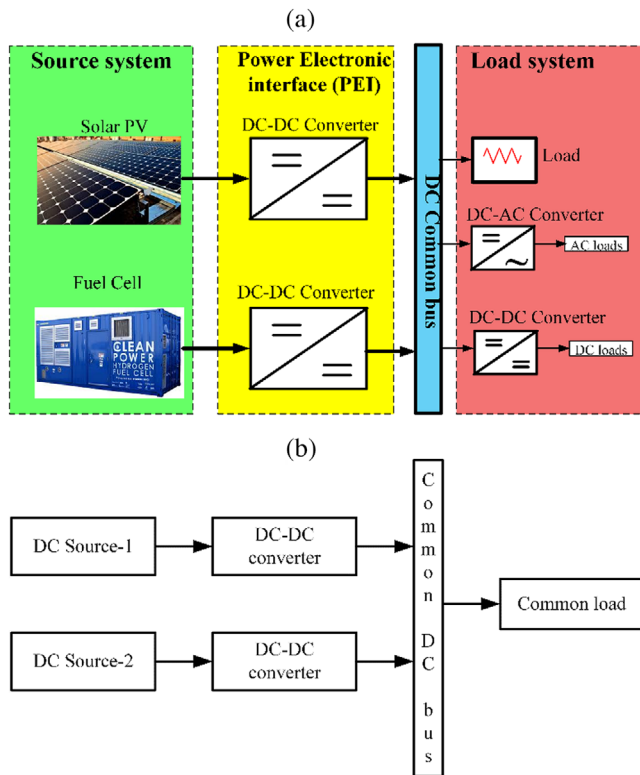 (a)
Source system
Power Electronic
interface (PEI)
Load system
Solar PV
DC-DC Converter
Load
DC-AC Converter
AC loads
DC Common bus
Fuel Cell
DC-DC Converter
DC-DC Converter
DC loads
CLEAN
POWER
HYDROGEN
FUEL CELL
(b)
DC Source-1
DC-DC
converter
Common DC bus
Common load
DC Source-2
DC-DC
converter